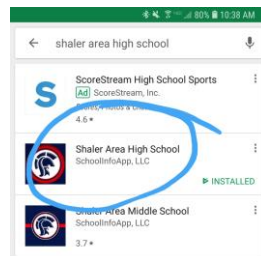 80% 10:38 AM
shaler area high school
ScoreStream High School Sports
Ad ScoreStream, Inc.
4.6
Shaler Area High School
SchoolInfoApp, LLC
INSTALLED
Shaler Area Middle School
SchoolInfoApp, LLC
3.7